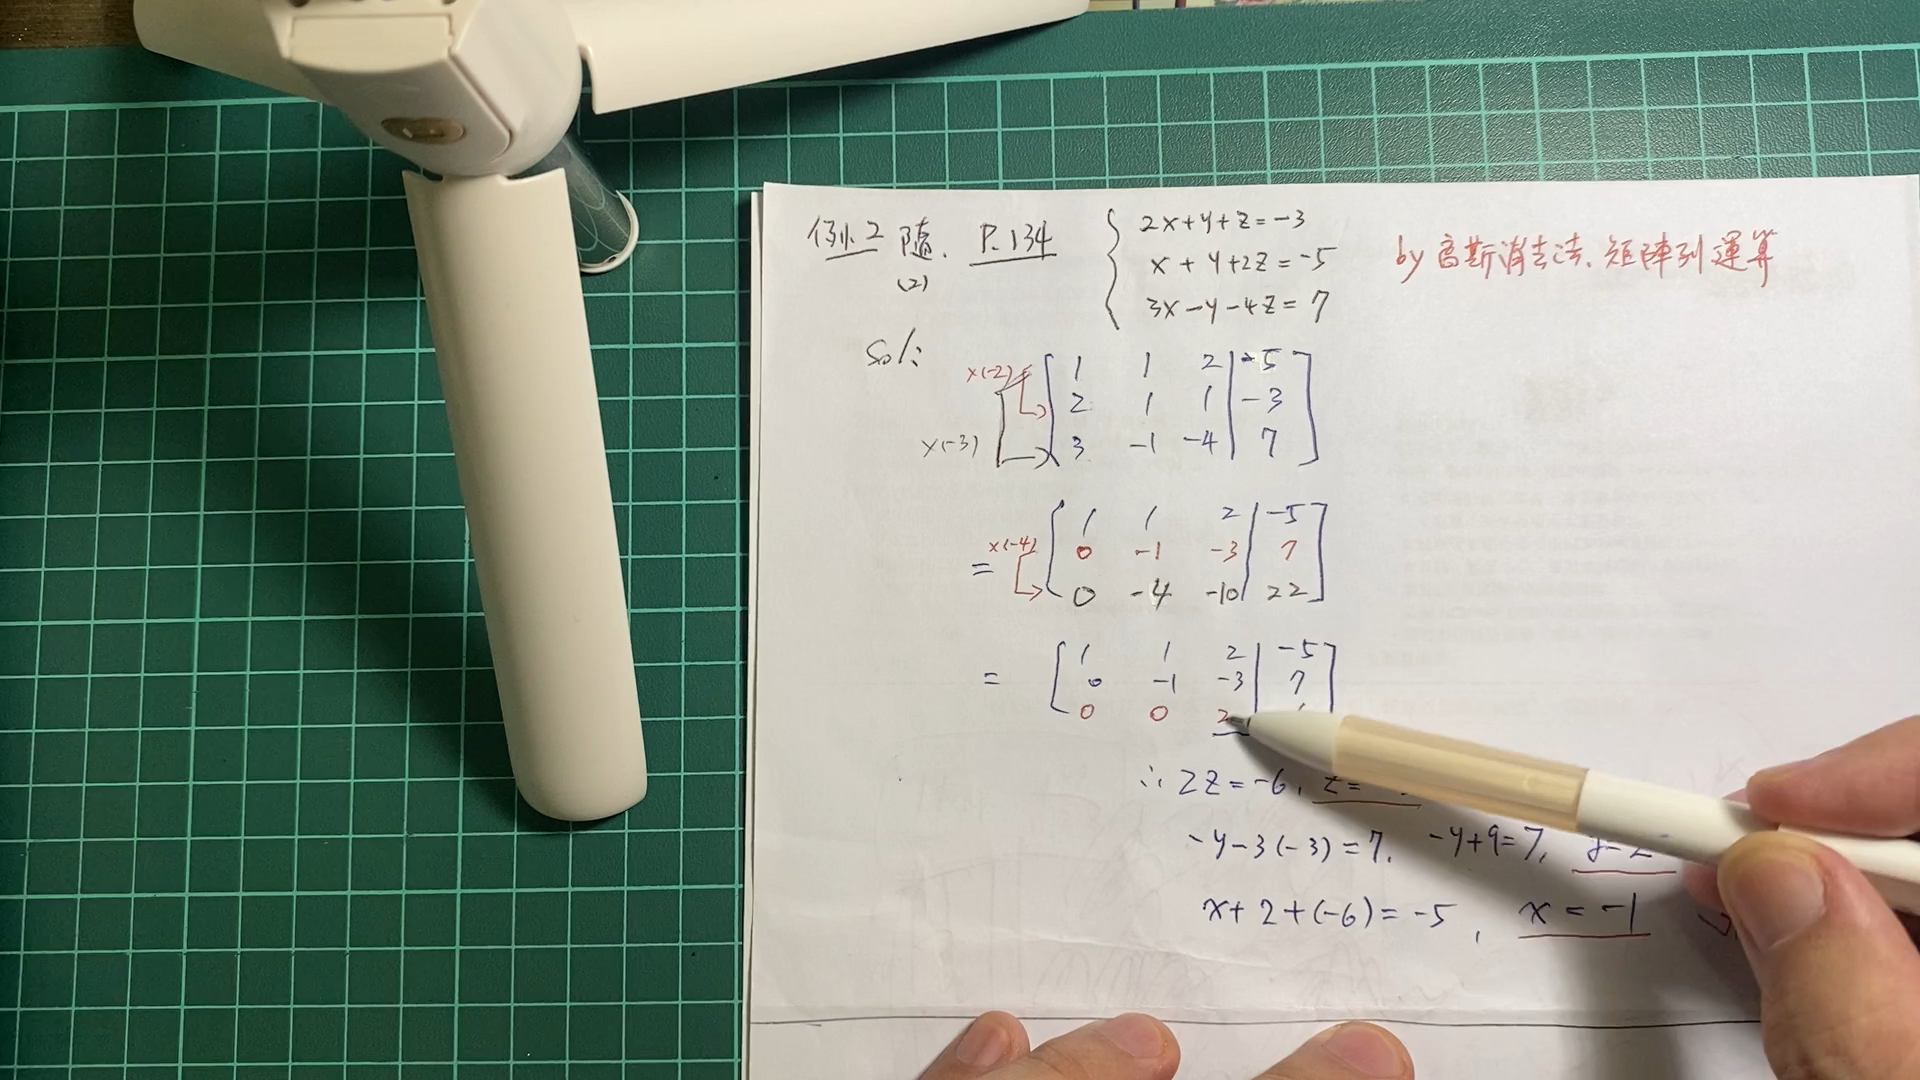 例2 隨. P.134
(2)
2x+y+z=-3
x+y+2z=-5
3x-y-4z=7
by 高斯消去法、矩陣列運算
Sol:
x(-2) 1 1 2 -5
2 1 1 -3
x(-3) 3 -1 -4 7
1 1 2 -5
= x(-4) 0 -1 -3 7
0 -4 -10 22
1 1 2 -5
= 0 -1 -3 7
0 0 2
∴ 2z=-6, z=
-y-3(-3)=7. -y+9=7,
x+2+(-6)=-5, x=-1